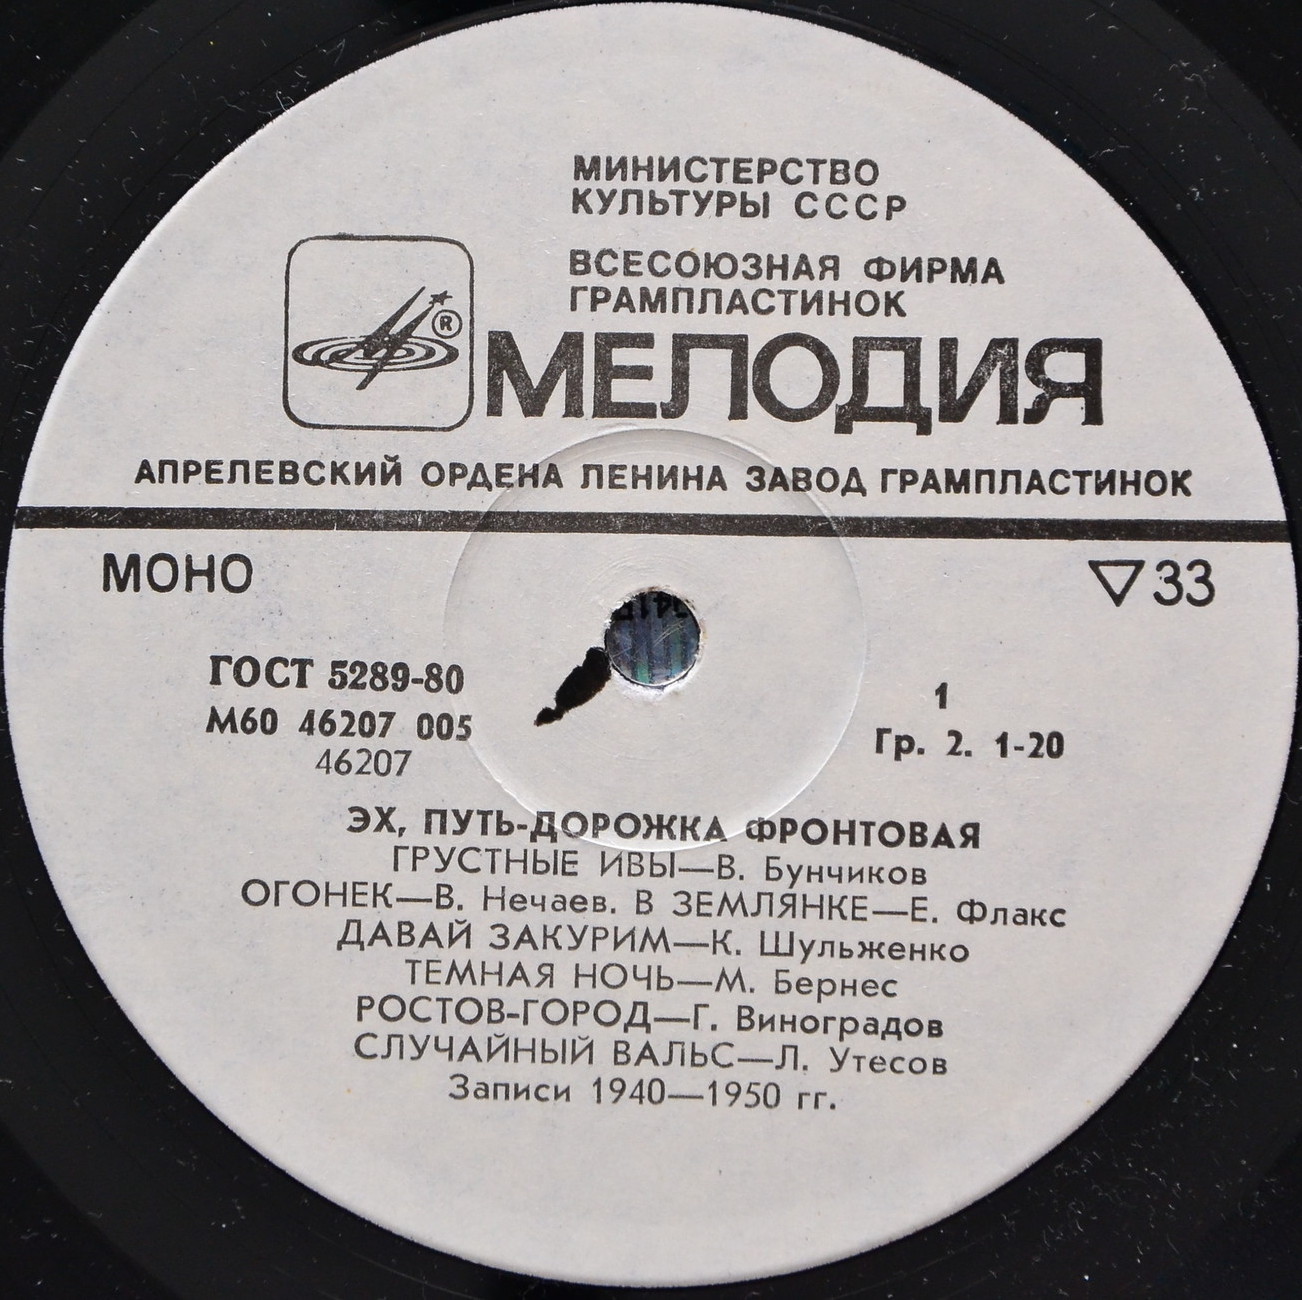 МИНИСТЕРСТВО
КУЛЬТУРЫ СССР
ВСЕСОЮЗНАЯ ФИРМА
ГРАМПЛАСТИНОК
®
МЕЛОДИЯ
АПРЕЛЕВСКИЙ ОРДЕНА ЛЕНИНА ЗАВОД ГРАМПЛАСТИНОК
МОНО
▽33
ГОСТ 5289-80
М60 46207 005
46207
1
Гр. 2. 1-20
ЭХ, ПУТЬ-ДОРОЖКА ФРОНТОВАЯ
ГРУСТНЫЕ ИВЫ—В. Бунчиков
ОГОНЕК—В. Нечаев. В ЗЕМЛЯНКЕ—Е. Флакс
ДАВАЙ ЗАКУРИМ—К. Шульженко
ТЕМНАЯ НОЧЬ—М. Бернес
РОСТОВ-ГОРОД—Г. Виноградов
СЛУЧАЙНЫЙ ВАЛЬС—Л. Утесов
Записи 1940—1950 гг.